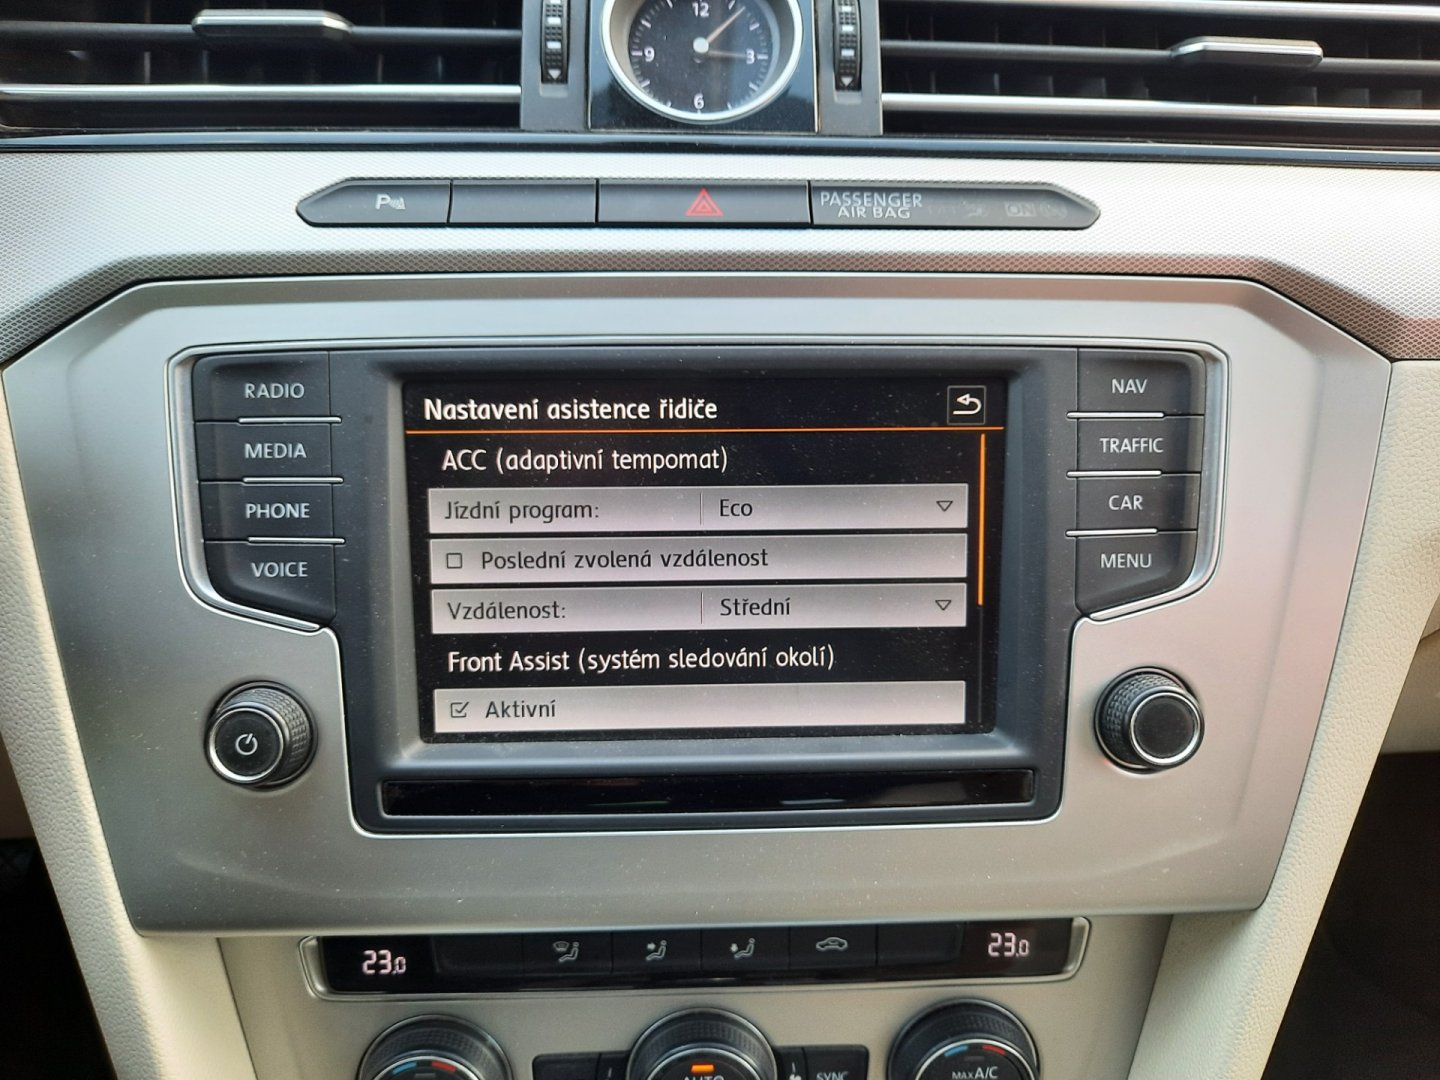 12
9
3
6
P
PASSENGER
AIR BAG
ON
RADIO
MEDIA
PHONE
VOICE
Nastavení asistence řidiče
ACC (adaptivní tempomat)
Jízdní program: Eco
Poslední zvolená vzdálenost
Vzdálenost: Střední
Front Assist (systém sledování okolí)
Aktivní
NAV
TRAFFIC
CAR
MENU
23,0
23,0
AUTO
SYNC
MAX A/C